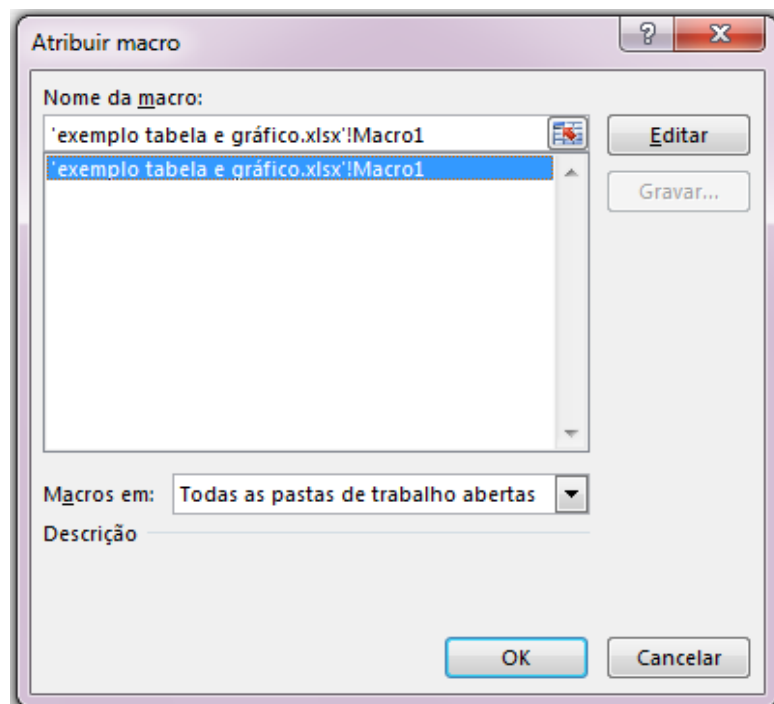 Atribuir macro
Nome da macro:
'exemplo tabela e gráfico.xlsx'!Macro1
Editar
'exemplo tabela e gráfico.xlsx'!Macro1
Gravar...
Macros em: Todas as pastas de trabalho abertas
Descrição
OK Cancelar